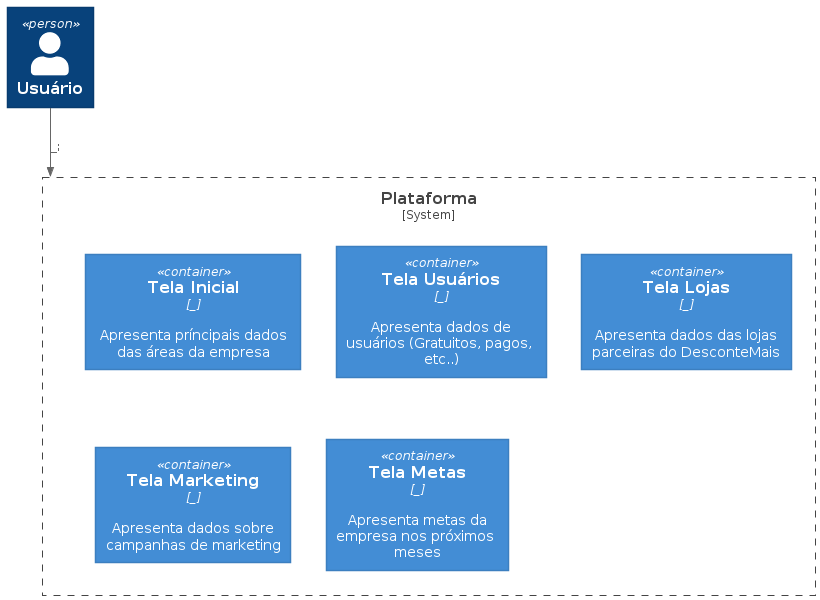 «person»
Usuário
_;
Plataforma
[System]
«container»
Tela Inicial
[_]
Apresenta príncipais dados
das áreas da empresa
«container»
Tela Usuários
[_]
Apresenta dados de
usuários (Gratuitos, pagos,
etc..)
«container»
Tela Lojas
[_]
Apresenta dados das lojas
parceiras do DesconteMais
«container»
Tela Marketing
[_]
Apresenta dados sobre
campanhas de marketing
«container»
Tela Metas
[_]
Apresenta metas da
empresa nos próximos
meses